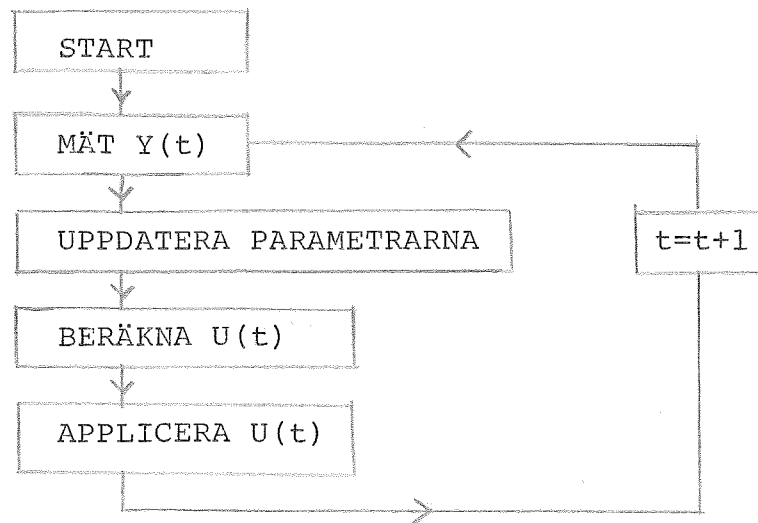 START
MÄT Y(t)
UPPDATERA PARAMETRARNA
t=t+1
BERÄKNA U(t)
APPLICERA U(t)